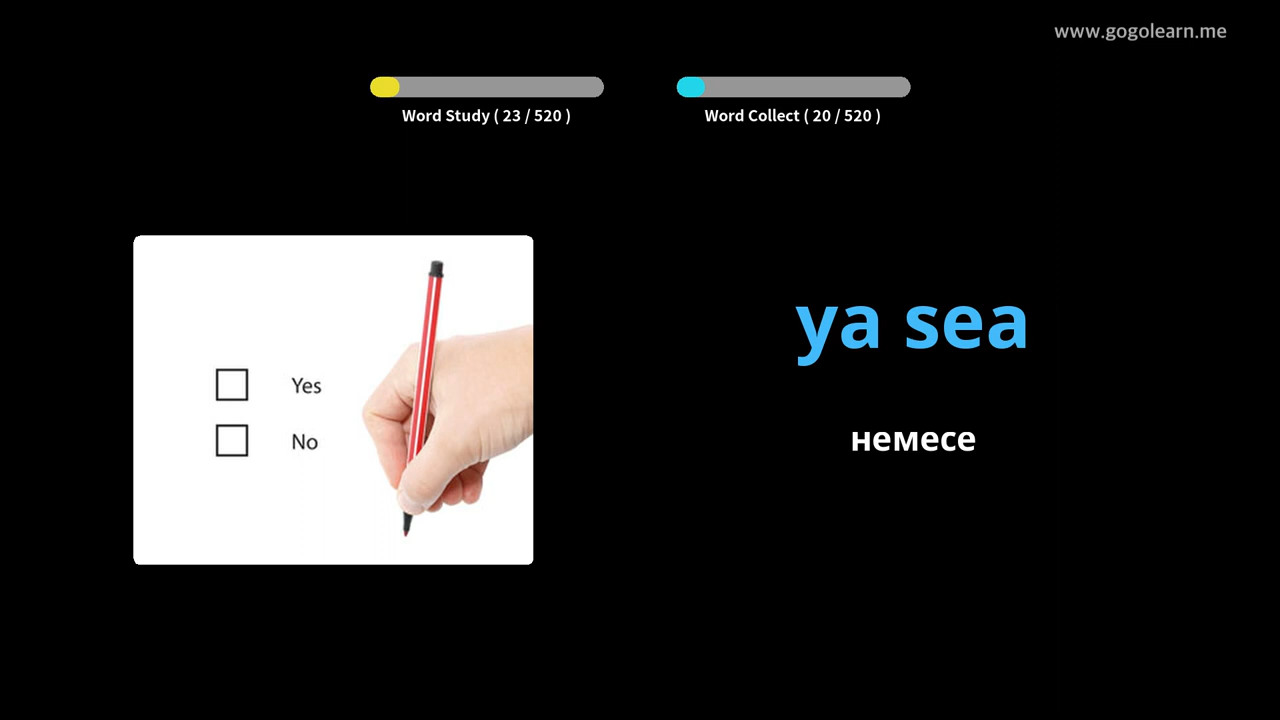 www.gogolearn.me
Word Study ( 23 / 520 )
Word Collect ( 20 / 520 )
Yes
No
ya sea
немесе